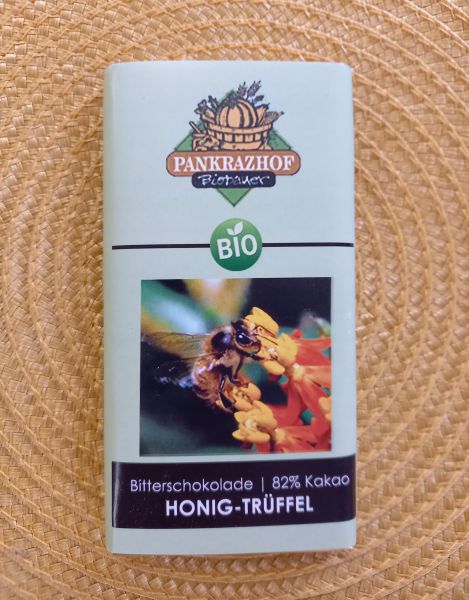 PANKRAZHOF
Biobauer
BIO
Bitterschokolade | 82% Kakao
HONIG-TRÜFFEL